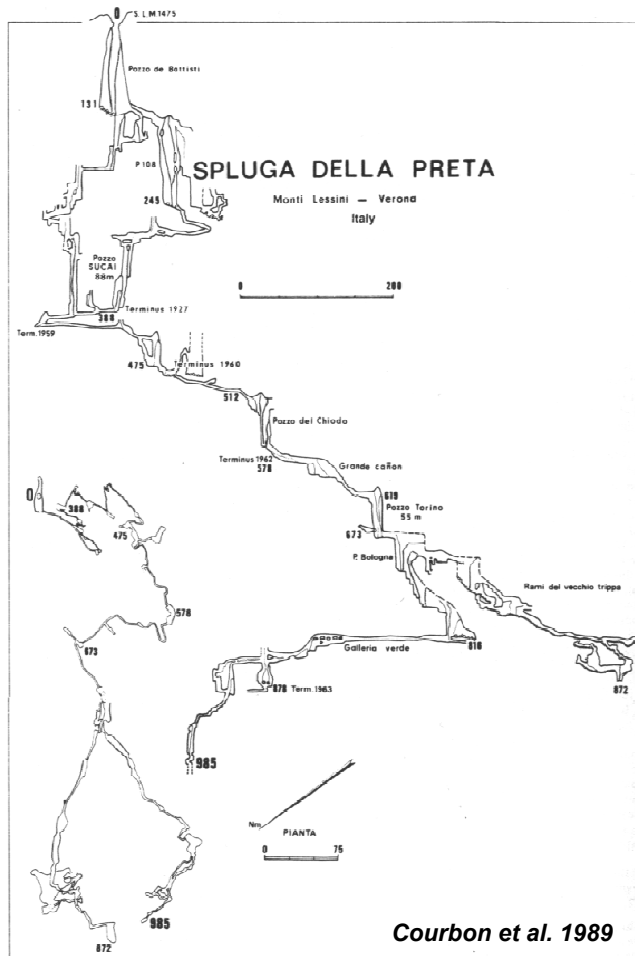 0
S.L.M 1475
Pozzo de Battisti
131
P.108
SPLUGA DELLA PRETA
Monti Lessini – Verona
Italy
245
Pozzo
SUCAI
88m
0 200
Terminus 1927
388
Term.1959
475
Terminus 1960
512
Pozzo del Chiodo
Terminus 1962
578
Grande cañon
619
Pozzo Torino
55 m
673
P. Bologna
Rami del vecchio trippa
Galleria verde
816
872
878 Term.1963
985
0
388
475
578
673
Nm
PIANTA
0 75
985
872
Courbon et al. 1989